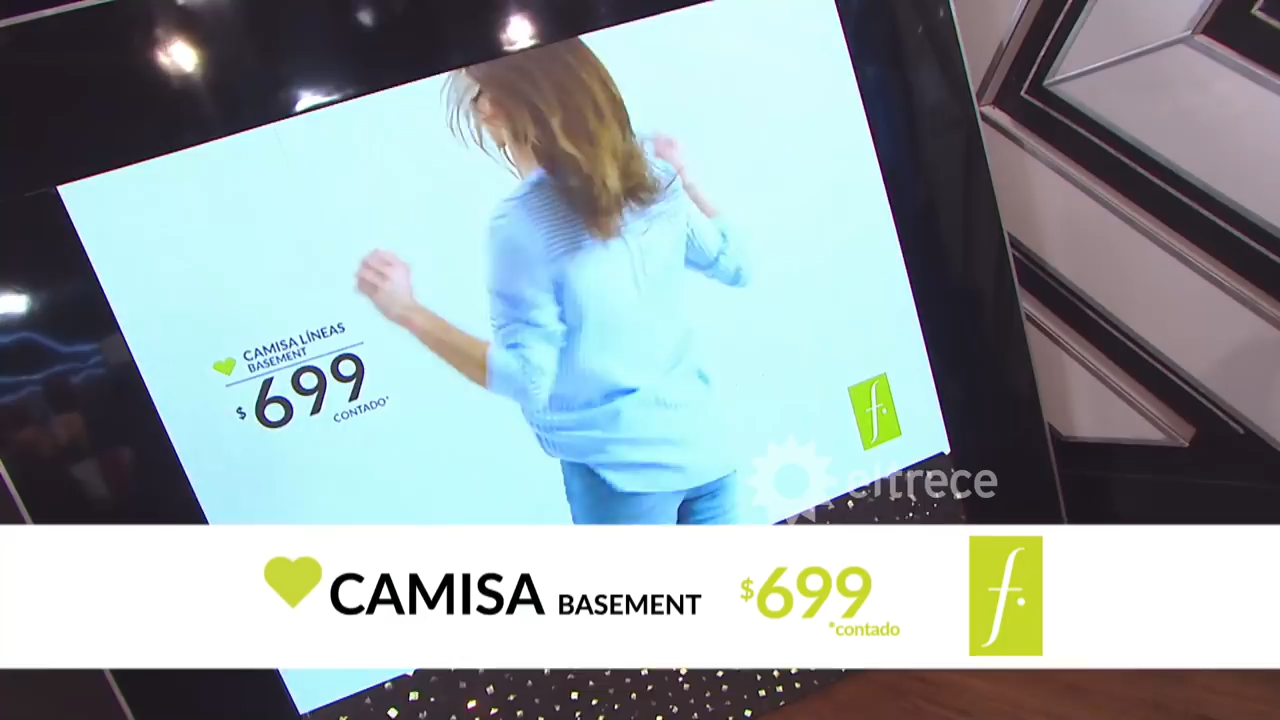 CAMISA LÍNEAS
BASEMENT
$699
CONTADO*
f.
eltrece
CAMISA BASEMENT $699
*contado
f.